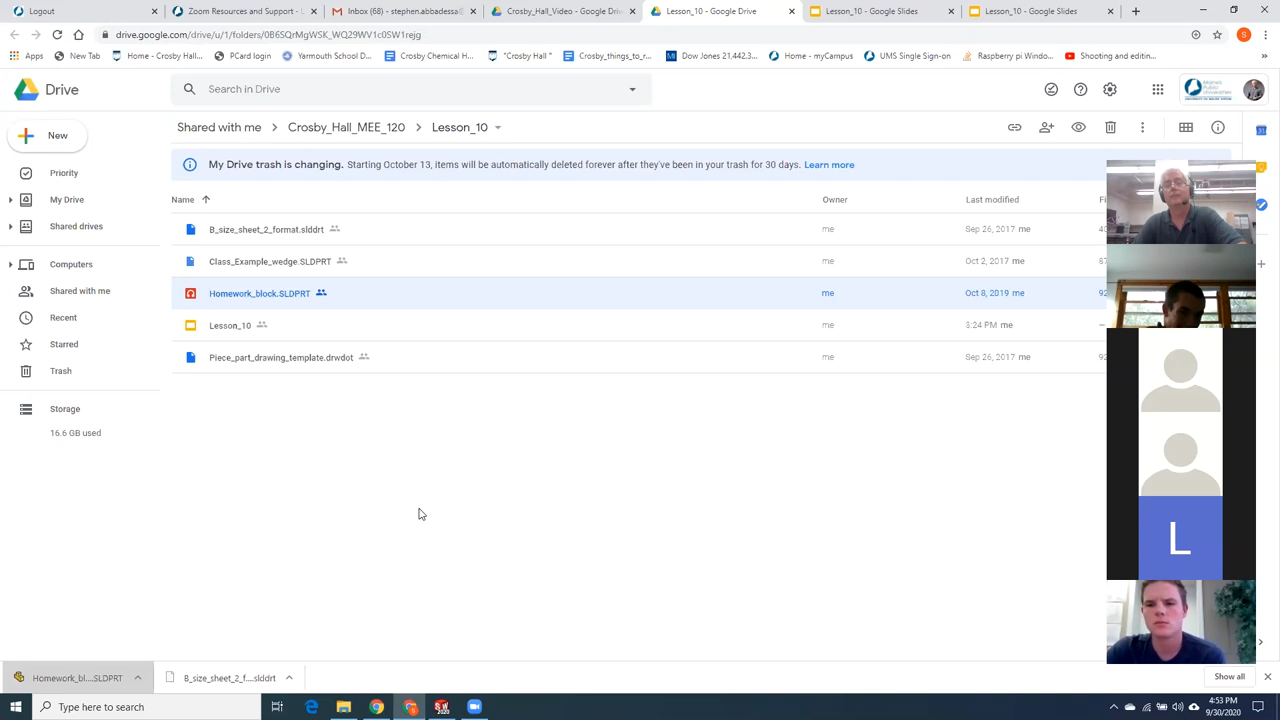 Logout
Zoom Resources and Support - L
Inbox (68) - stephen.abbadessa@
Crosby_Hall_Video - Google Driv
Lesson_10 - Google Drive
Lesson_10 - Google Slides
Lesson_10 - Google Slides
drive.google.com/drive/u/1/folders/0B6SQrMgWSK_WQ29WV1c0SW1rejg
S
Apps
New Tab
Home - Crosby Hall...
PCard login
Yarmouth School D...
Crosby Chemical H...
"Crosby Hall
Crosby_things_to_r...
Dow Jones 21,442.3...
Home - myCampus
UMS Single Sign-on
Raspberry pi window...
Shooting and editin...
Drive
Search in Drive
New
Shared with me
Crosby_Hall_MEE_120
Lesson_10
My Drive trash is changing. Starting October 13, items will be automatically deleted forever after they've been in your trash for 30 days. Learn more
Priority
My Drive
Shared drives
Computers
Shared with me
Recent
Starred
Trash
Storage
16.6 GB used
Name
Owner
Last modified
B_size_sheet_2_format.slddrt
me
Sep 26, 2017 me
Class_Example_wedge.SLDPRT
me
Oct 2, 2017 me
Homework_block.SLDPRT
me
Oct 8, 2019 me
Lesson_10
me
3:24 PM me
Piece_part_drawing_template.drwdot
me
Sep 26, 2017 me
L
Homework_bl....SLDPRT
B_size_sheet_2_f....slddrt
Show all
Type here to search
4:53 PM
9/30/2020